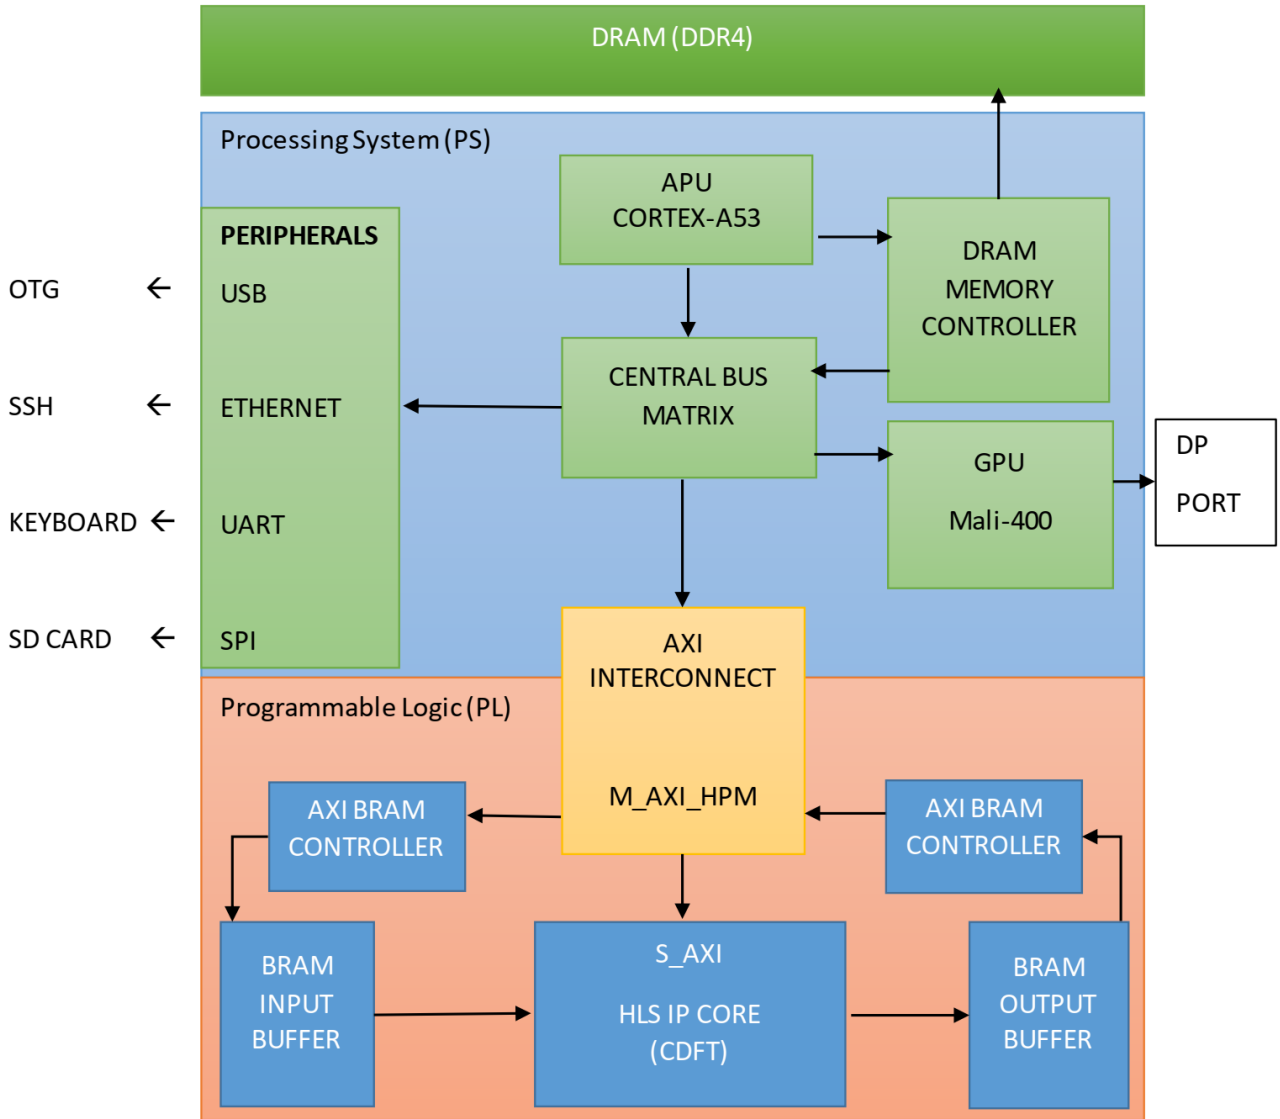 DRAM (DDR4)
Processing System (PS)
APU
CORTEX-A53
PERIPHERALS
OTG ← USB
SSH ← ETHERNET
KEYBOARD ← UART
SD CARD ← SPI
DRAM
MEMORY
CONTROLLER
CENTRAL BUS
MATRIX
GPU
Mali-400
DP
PORT
AXI
INTERCONNECT
M_AXI_HPM
Programmable Logic (PL)
AXI BRAM
CONTROLLER
AXI BRAM
CONTROLLER
BRAM
INPUT
BUFFER
S_AXI
HLS IP CORE
(CDFT)
BRAM
OUTPUT
BUFFER